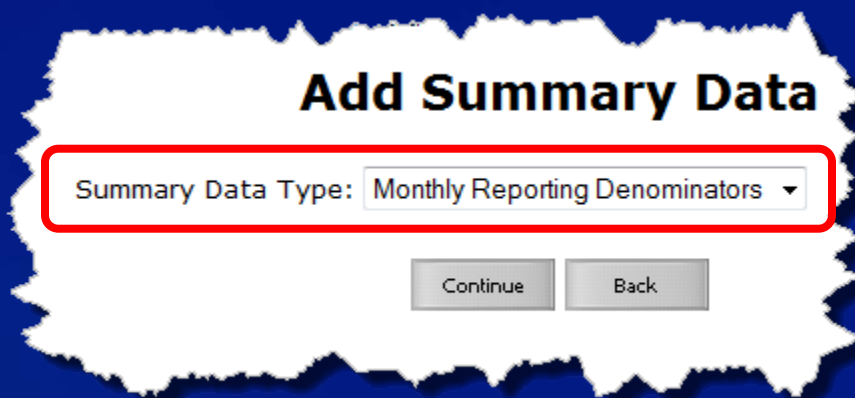 Add Summary Data
Summary Data Type: Monthly Reporting Denominators
Continue Back